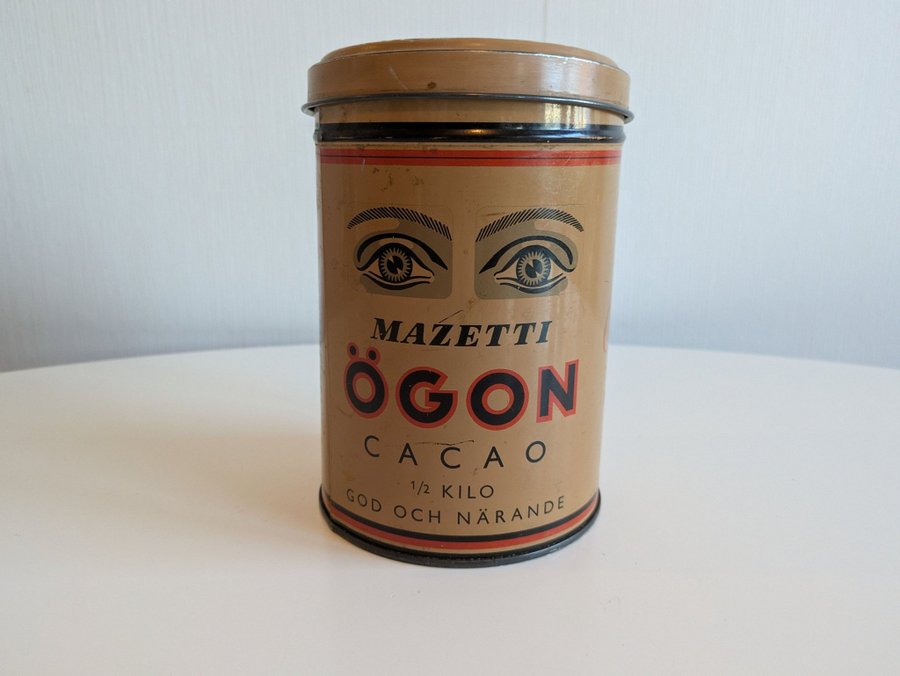 MAZETTI
ÖGON
CACAO
1/2 KILO
GOD OCH NÄRANDE